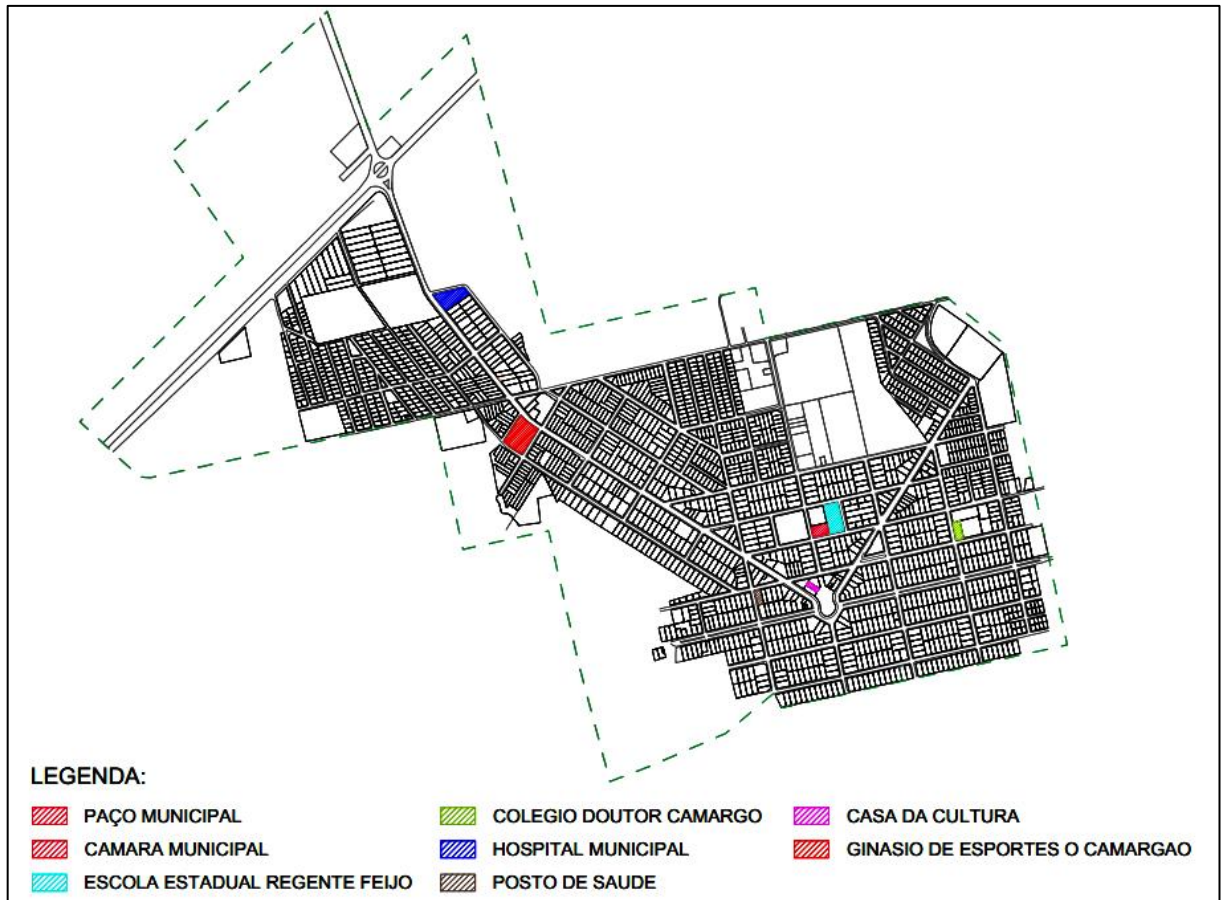 LEGENDA:
PAÇO MUNICIPAL
CAMARA MUNICIPAL
ESCOLA ESTADUAL REGENTE FEIJO
COLEGIO DOUTOR CAMARGO
HOSPITAL MUNICIPAL
POSTO DE SAUDE
CASA DA CULTURA
GINASIO DE ESPORTES O CAMARGAO